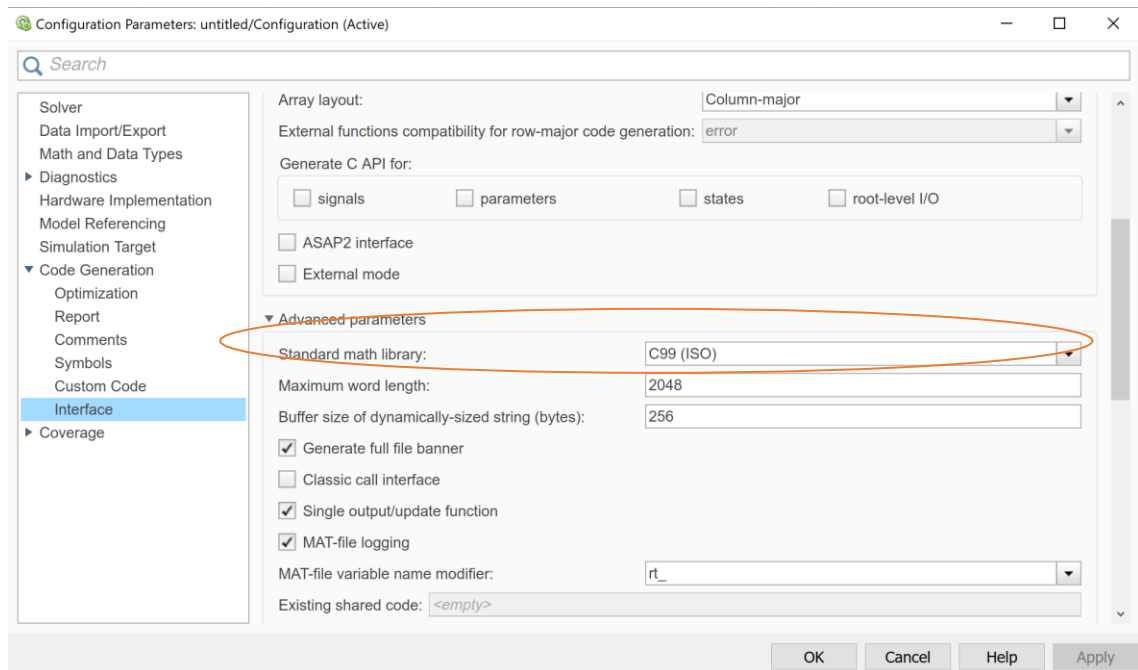 Configuration Parameters: untitled/Configuration (Active)
Search
Solver
Data Import/Export
Math and Data Types
Diagnostics
Hardware Implementation
Model Referencing
Simulation Target
Code Generation
Optimization
Report
Comments
Symbols
Custom Code
Interface
Coverage
Array layout: Column-major
External functions compatibility for row-major code generation: error
Generate C API for:
signals parameters states root-level I/O
ASAP2 interface
External mode
Advanced parameters
Standard math library: C99 (ISO)
Maximum word length: 2048
Buffer size of dynamically-sized string (bytes): 256
Generate full file banner
Classic call interface
Single output/update function
MAT-file logging
MAT-file variable name modifier: rt_
Existing shared code: <empty>
OK Cancel Help Apply